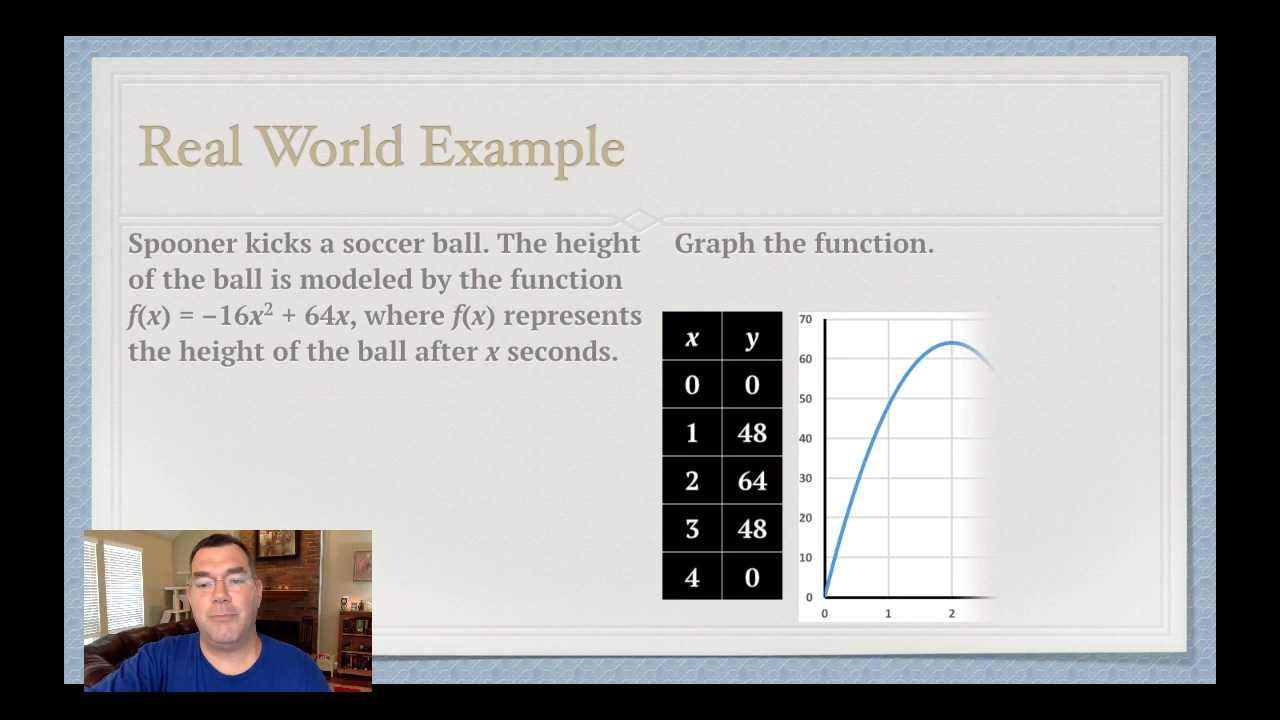 Real World Example
Spooner kicks a soccer ball. The height
of the ball is modeled by the function
f(x) = –16x² + 64x, where f(x) represents
the height of the ball after x seconds.
Graph the function.
x y
0 0
1 48
2 64
3 48
4 0
70
60
50
40
30
20
10
0
0 1 2